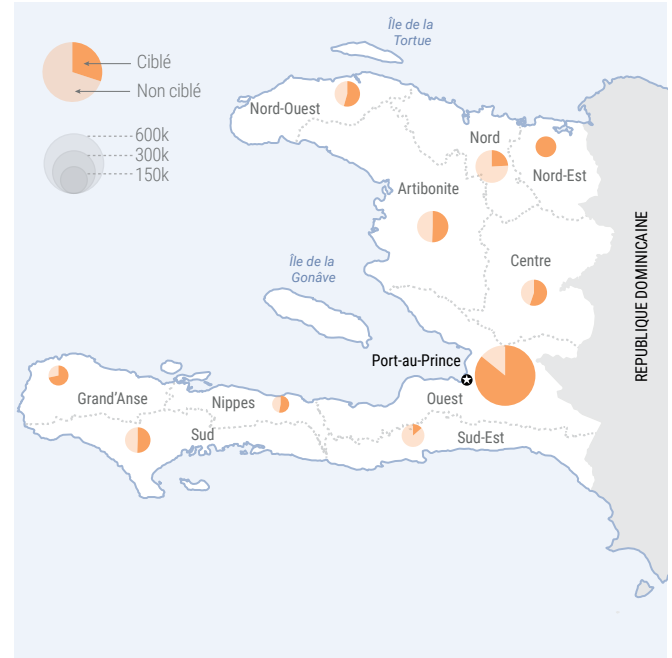 Île de la
Tortue
Ciblé
Non ciblé
600k
300k
150k
Nord-Ouest
Nord
Nord-Est
Artibonite
Centre
Île de la
Gonâve
REPUBLIQUE DOMINICAINE
Port-au-Prince
Grand'Anse
Nippes
Ouest
Sud
Sud-Est